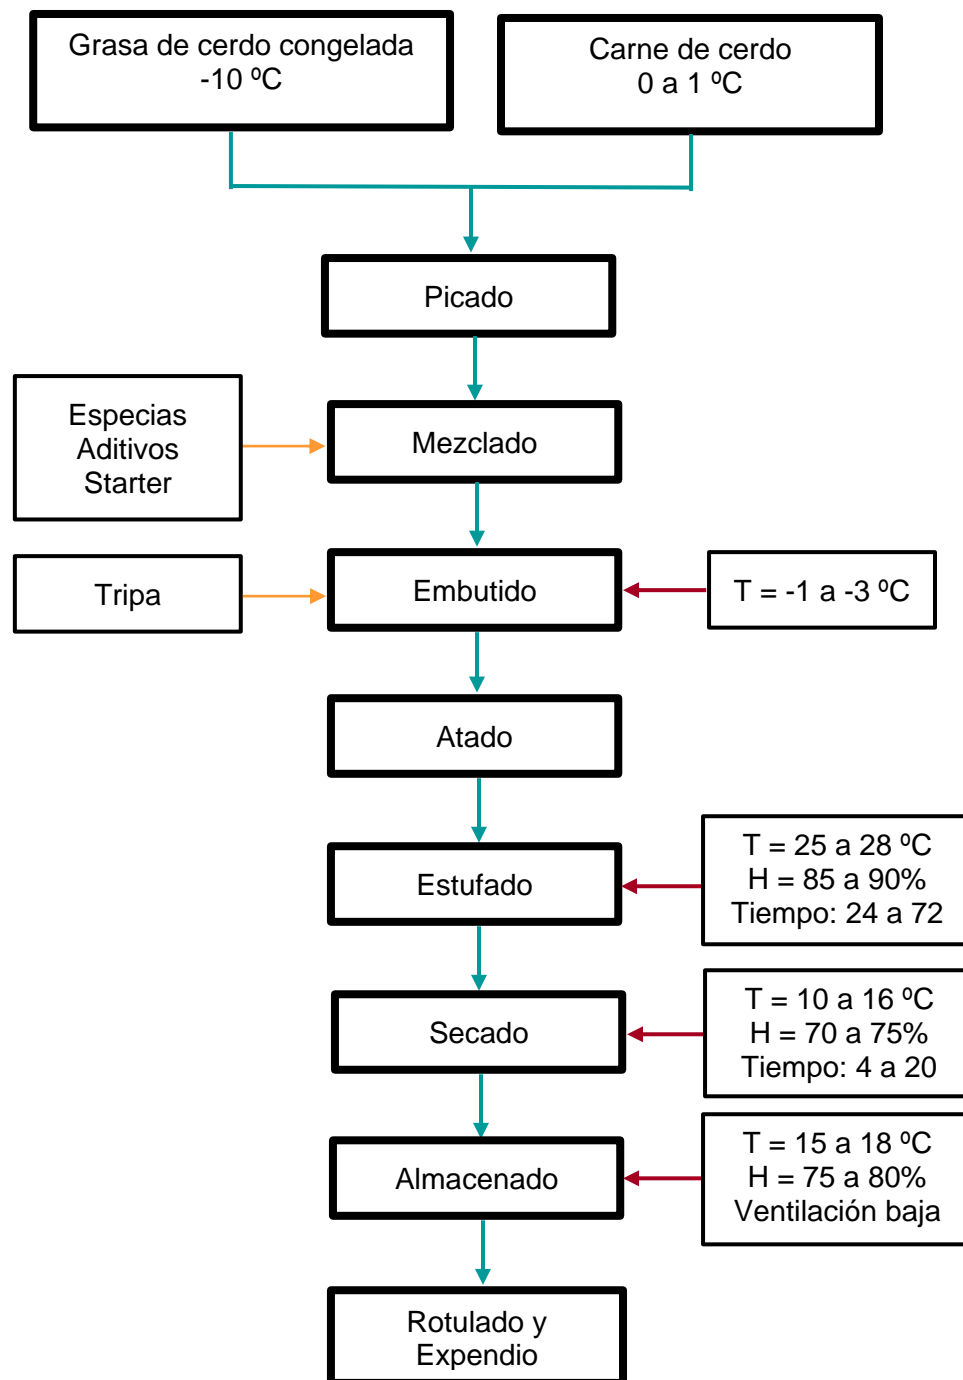 Grasa de cerdo congelada
-10 ºC
Carne de cerdo
0 a 1 ºC
Picado
Especias
Aditivos
Starter
Mezclado
Tripa
Embutido
T = -1 a -3 ºC
Atado
Estufado
T = 25 a 28 ºC
H = 85 a 90%
Tiempo: 24 a 72
Secado
T = 10 a 16 ºC
H = 70 a 75%
Tiempo: 4 a 20
Almacenado
T = 15 a 18 ºC
H = 75 a 80%
Ventilación baja
Rotulado y
Expendio